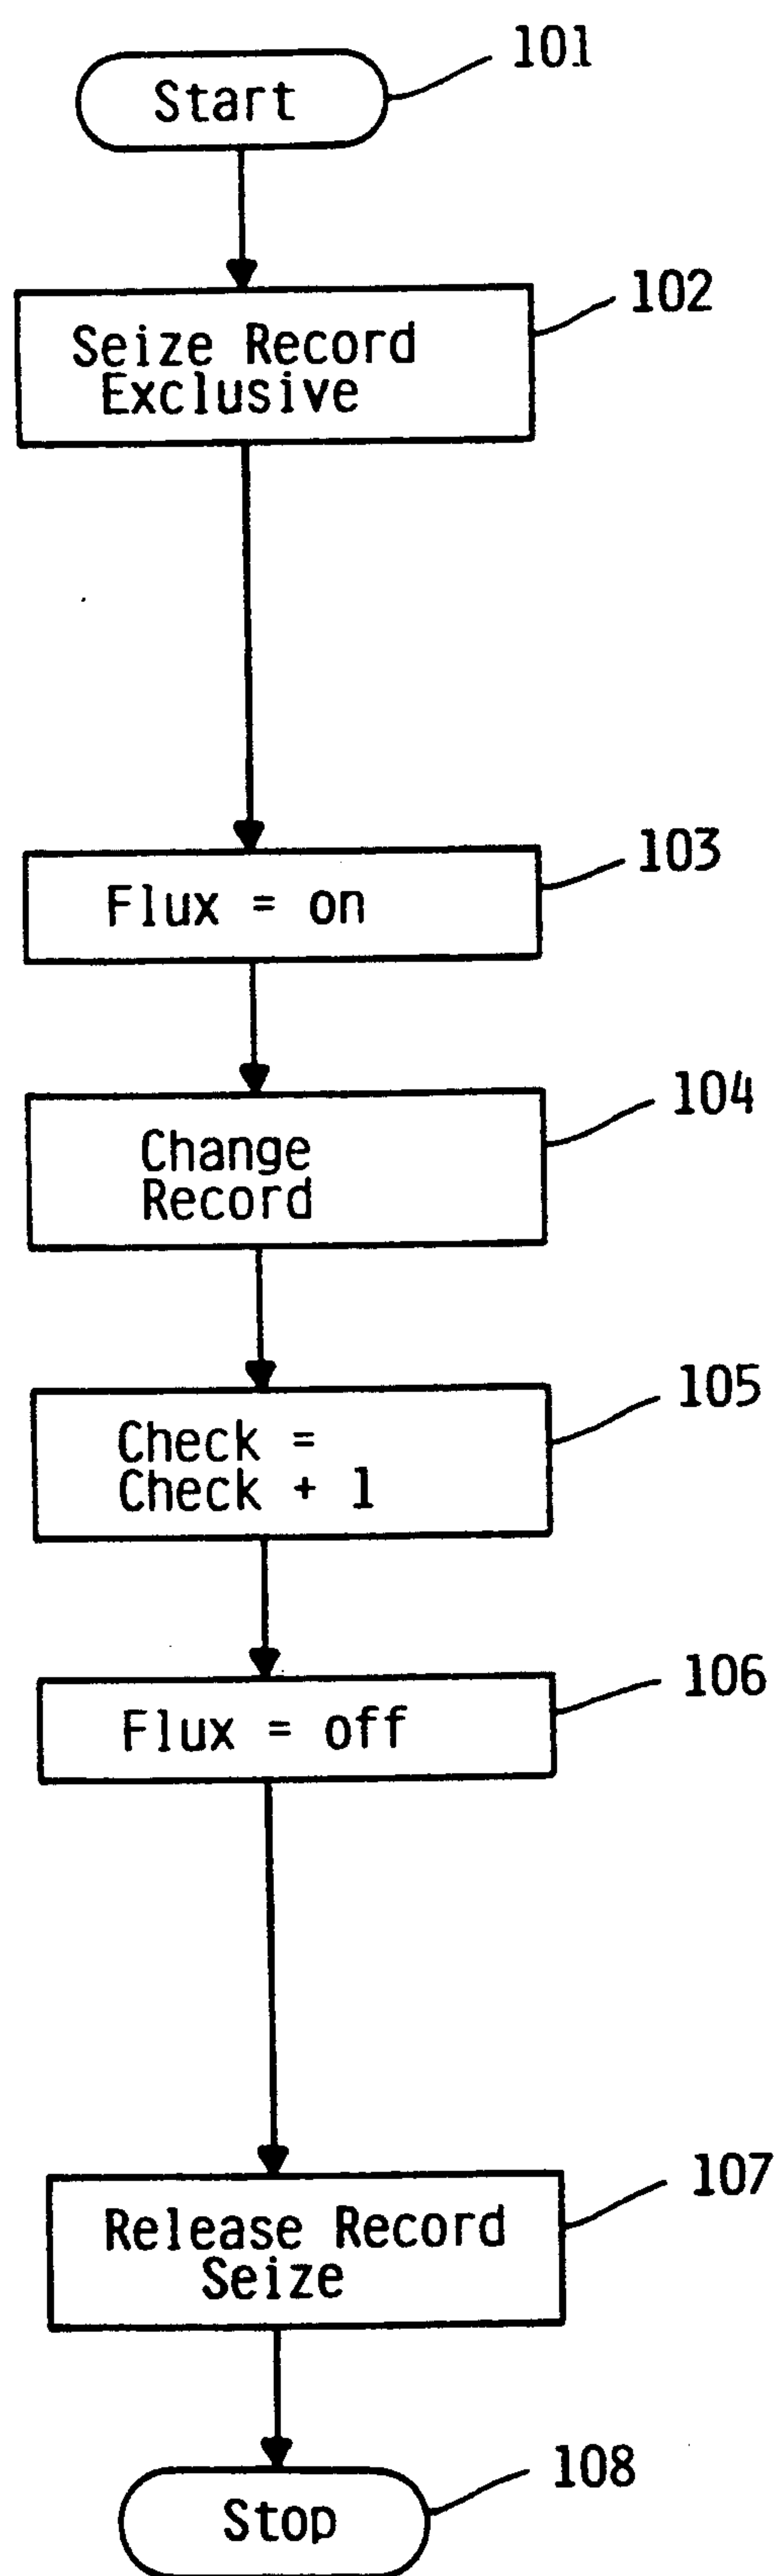 101
Start
102
Seize Record
Exclusive
103
Flux = on
104
Change
Record
105
Check =
Check + 1
106
Flux = off
107
Release Record
Seize
108
Stop